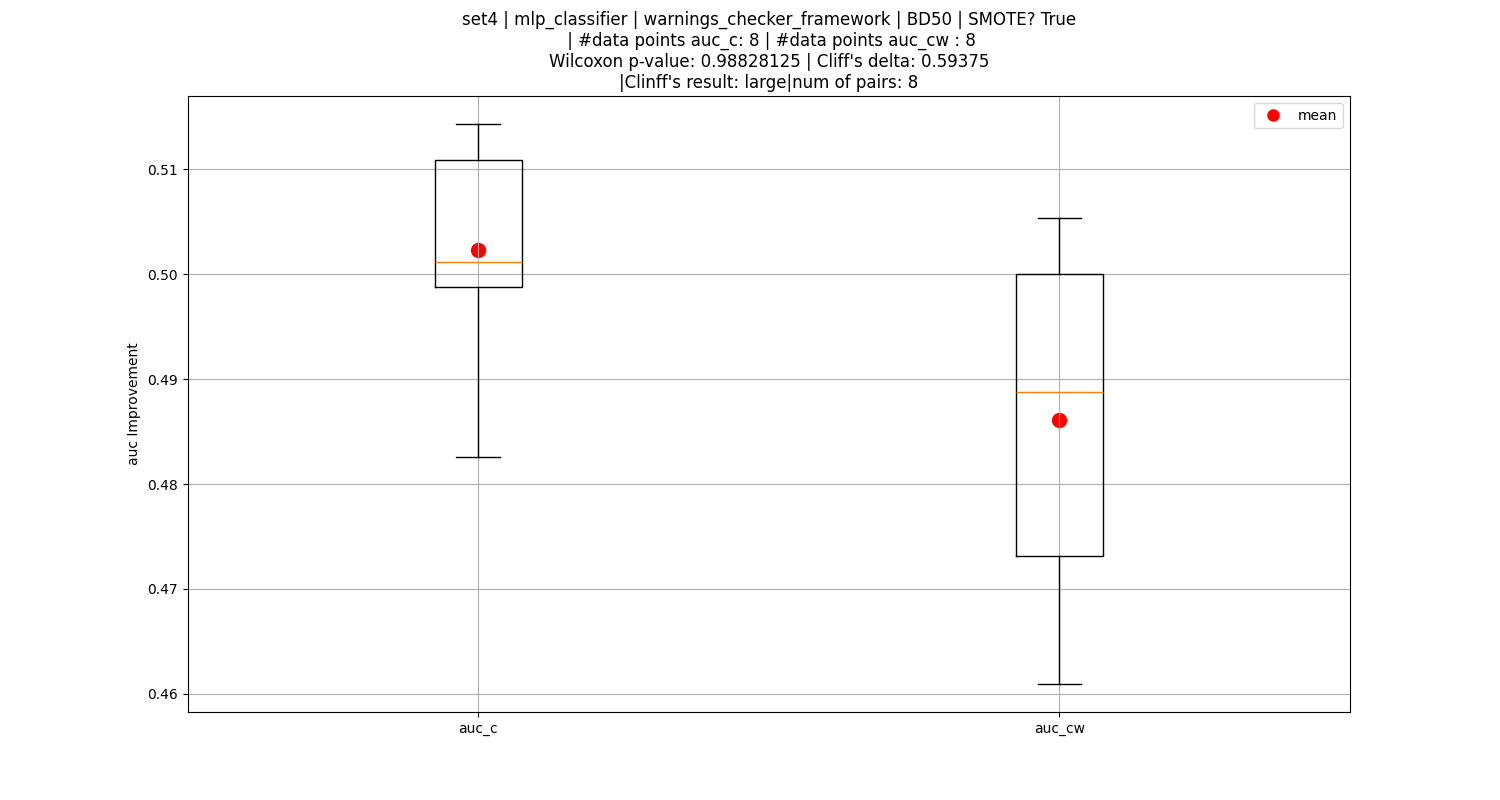 set4 | mlp_classifier | warnings_checker_framework | BD50 | SMOTE? True
| #data points auc_c: 8 | #data points auc_cw : 8
Wilcoxon p-value: 0.98828125 | Cliff's delta: 0.59375
|Clinff's result: large|num of pairs: 8
mean
0.51
0.50
0.49
0.48
0.47
0.46
auc Improvement
auc_c
auc_cw